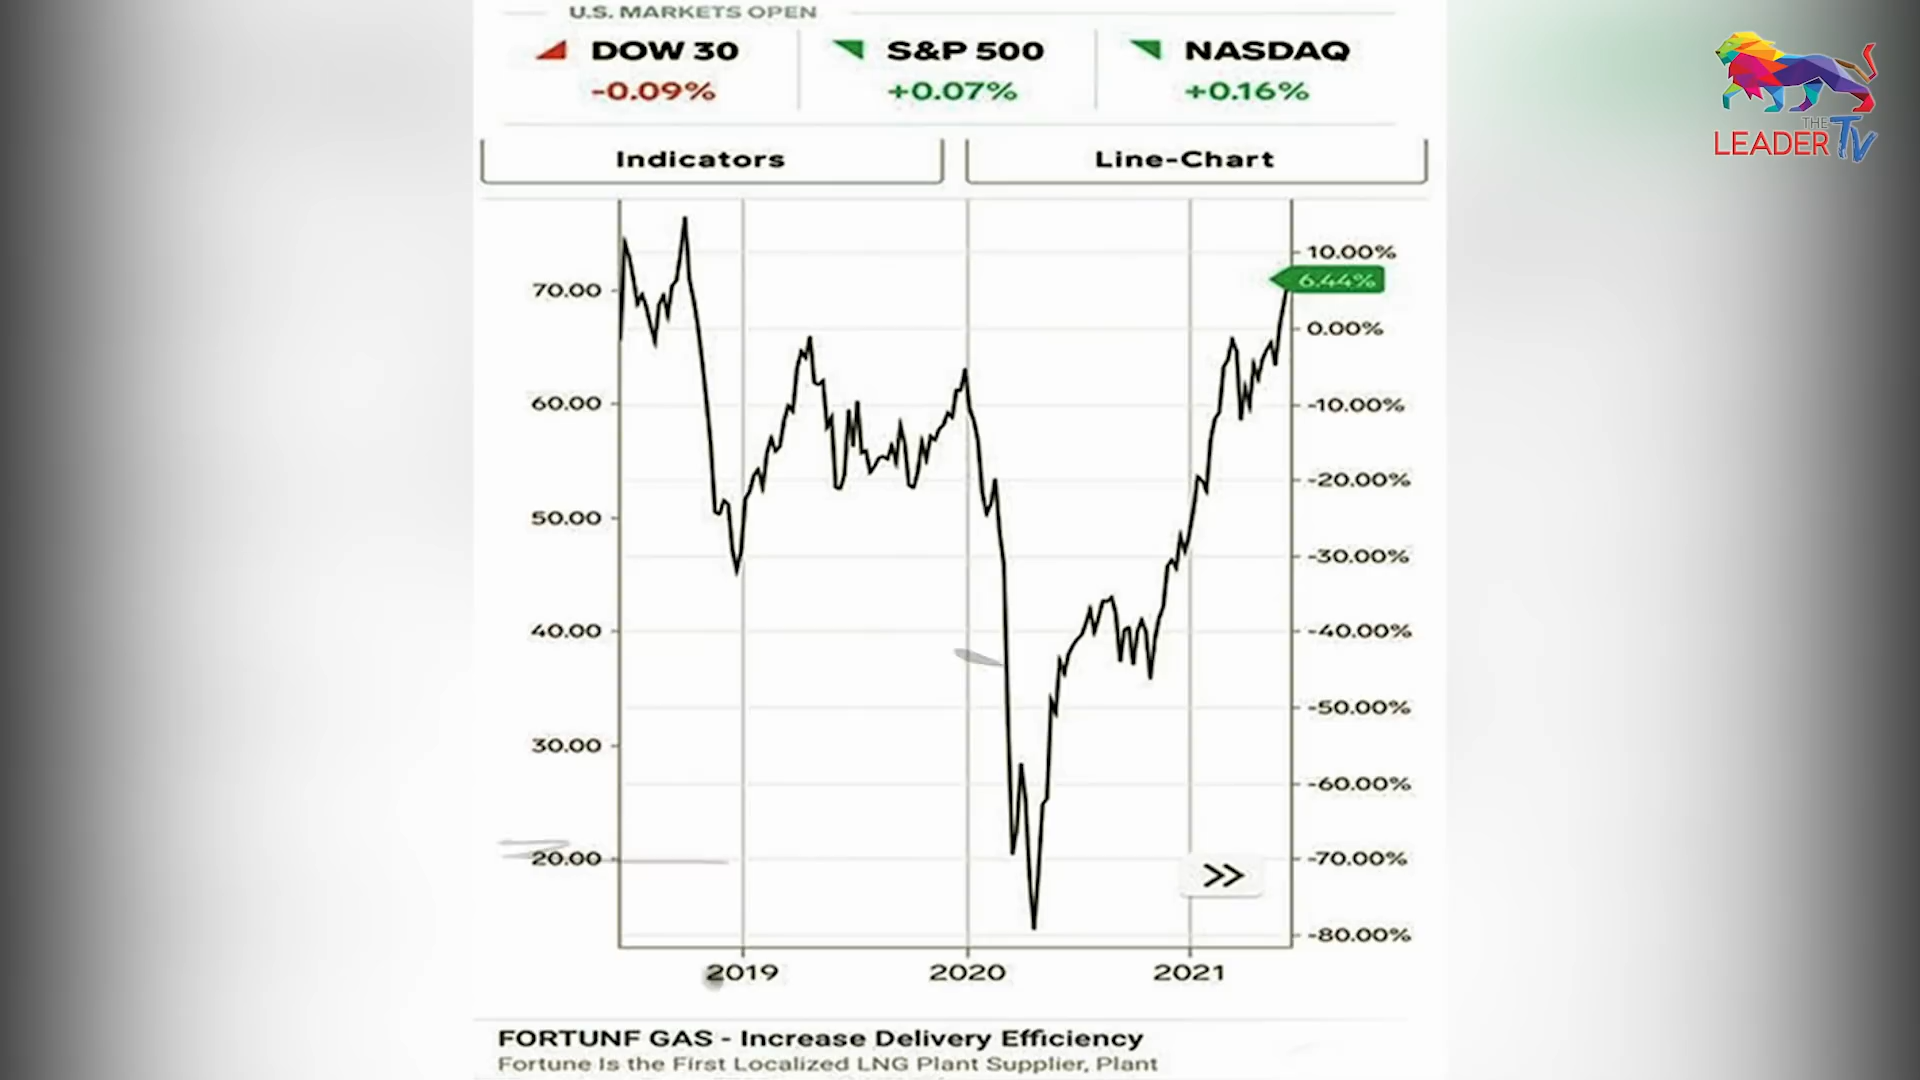 U.S. MARKETS OPEN
DOW 30
-0.09%
S&P 500
+0.07%
NASDAQ
+0.16%
THE
LEADER TV
Indicators
Line-Chart
70.00
60.00
50.00
40.00
30.00
20.00
10.00%
6.44%
0.00%
-10.00%
-20.00%
-30.00%
-40.00%
-50.00%
-60.00%
-70.00%
-80.00%
>>
2019
2020
2021
FORTUNF GAS - Increase Delivery Efficiency
Fortune Is the First Localized LNG Plant Supplier, Plant